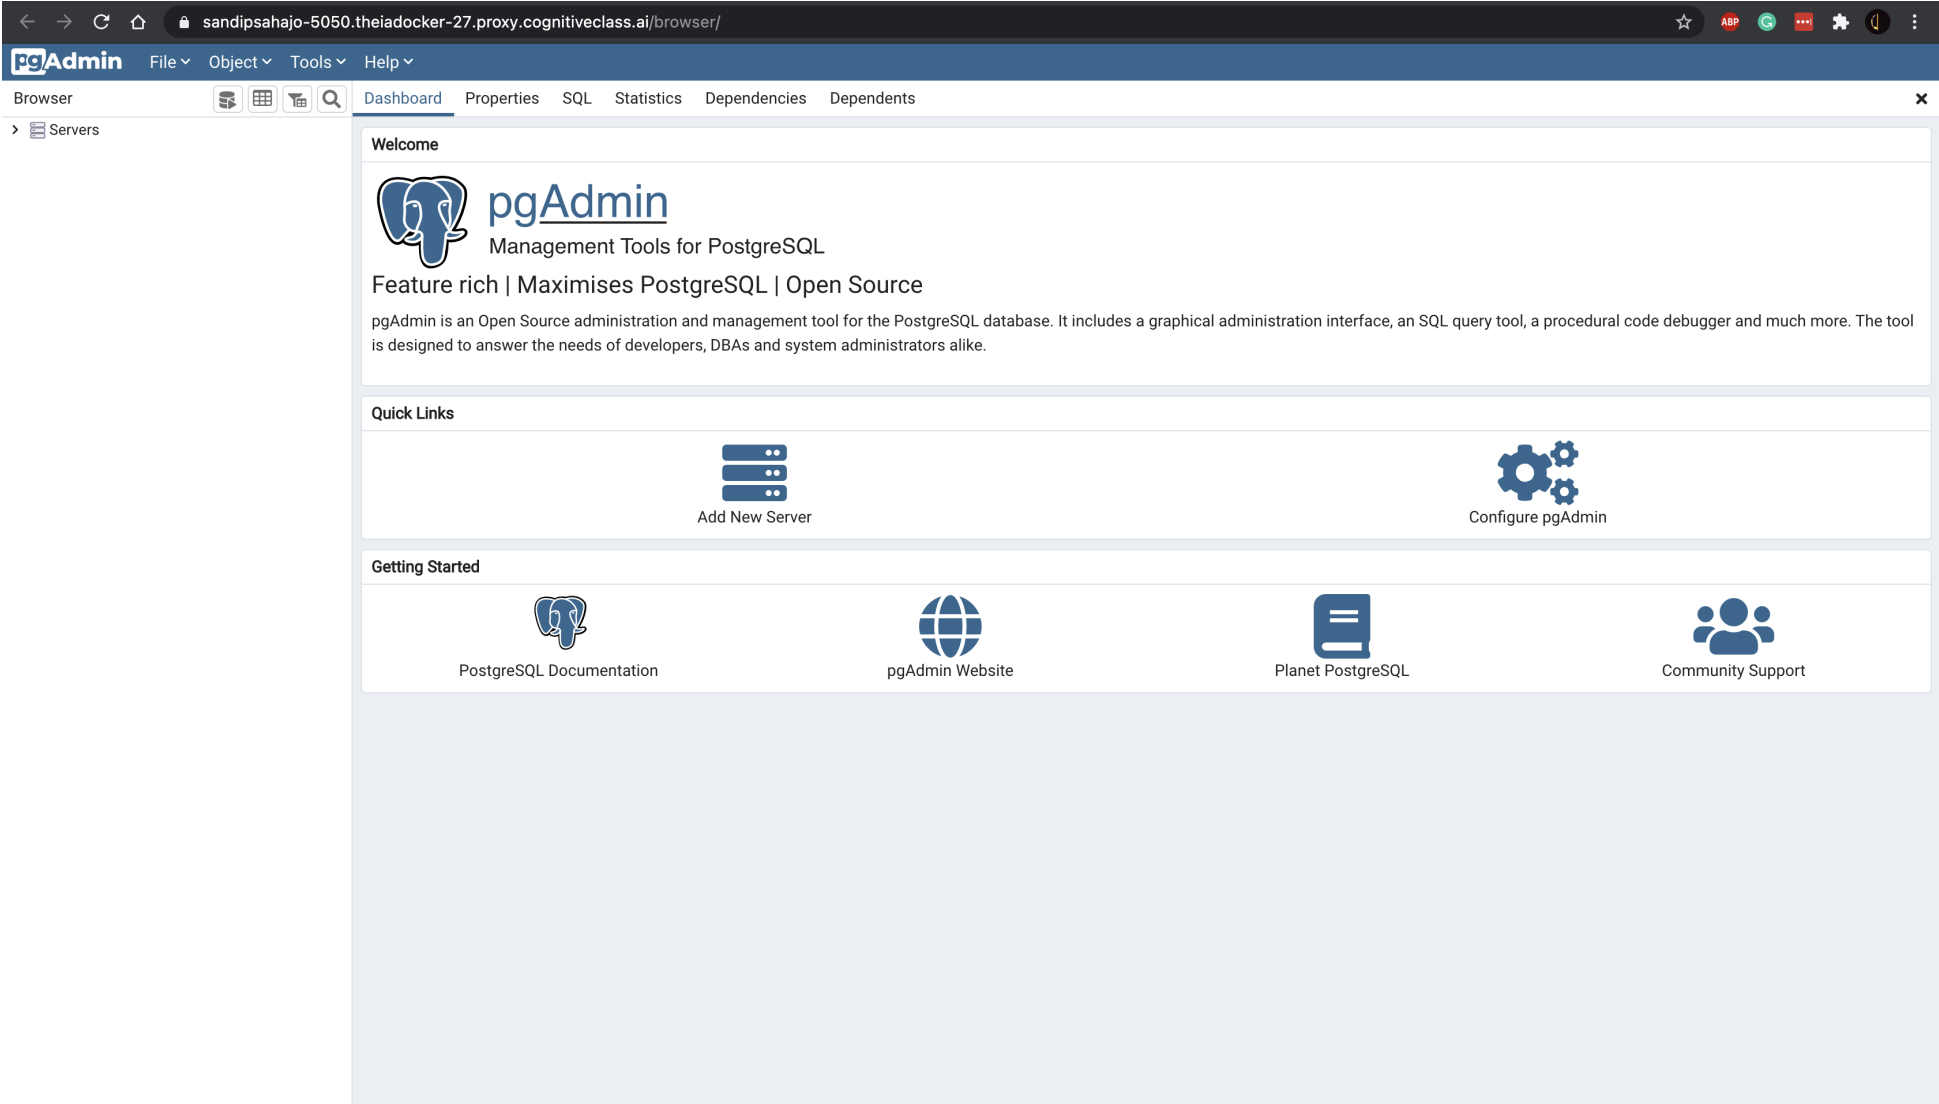 sandipsahajo-5050.theiadocker-27.proxy.cognitiveclass.ai/browser/
ABP
G
pgAdmin File Object Tools Help
Browser Dashboard Properties SQL Statistics Dependencies Dependents
Servers
Welcome
pgAdmin
Management Tools for PostgreSQL
Feature rich | Maximises PostgreSQL | Open Source
pgAdmin is an Open Source administration and management tool for the PostgreSQL database. It includes a graphical administration interface, an SQL query tool, a procedural code debugger and much more. The tool
is designed to answer the needs of developers, DBAs and system administrators alike.
Quick Links
Add New Server Configure pgAdmin
Getting Started
PostgreSQL Documentation pgAdmin Website Planet PostgreSQL Community Support